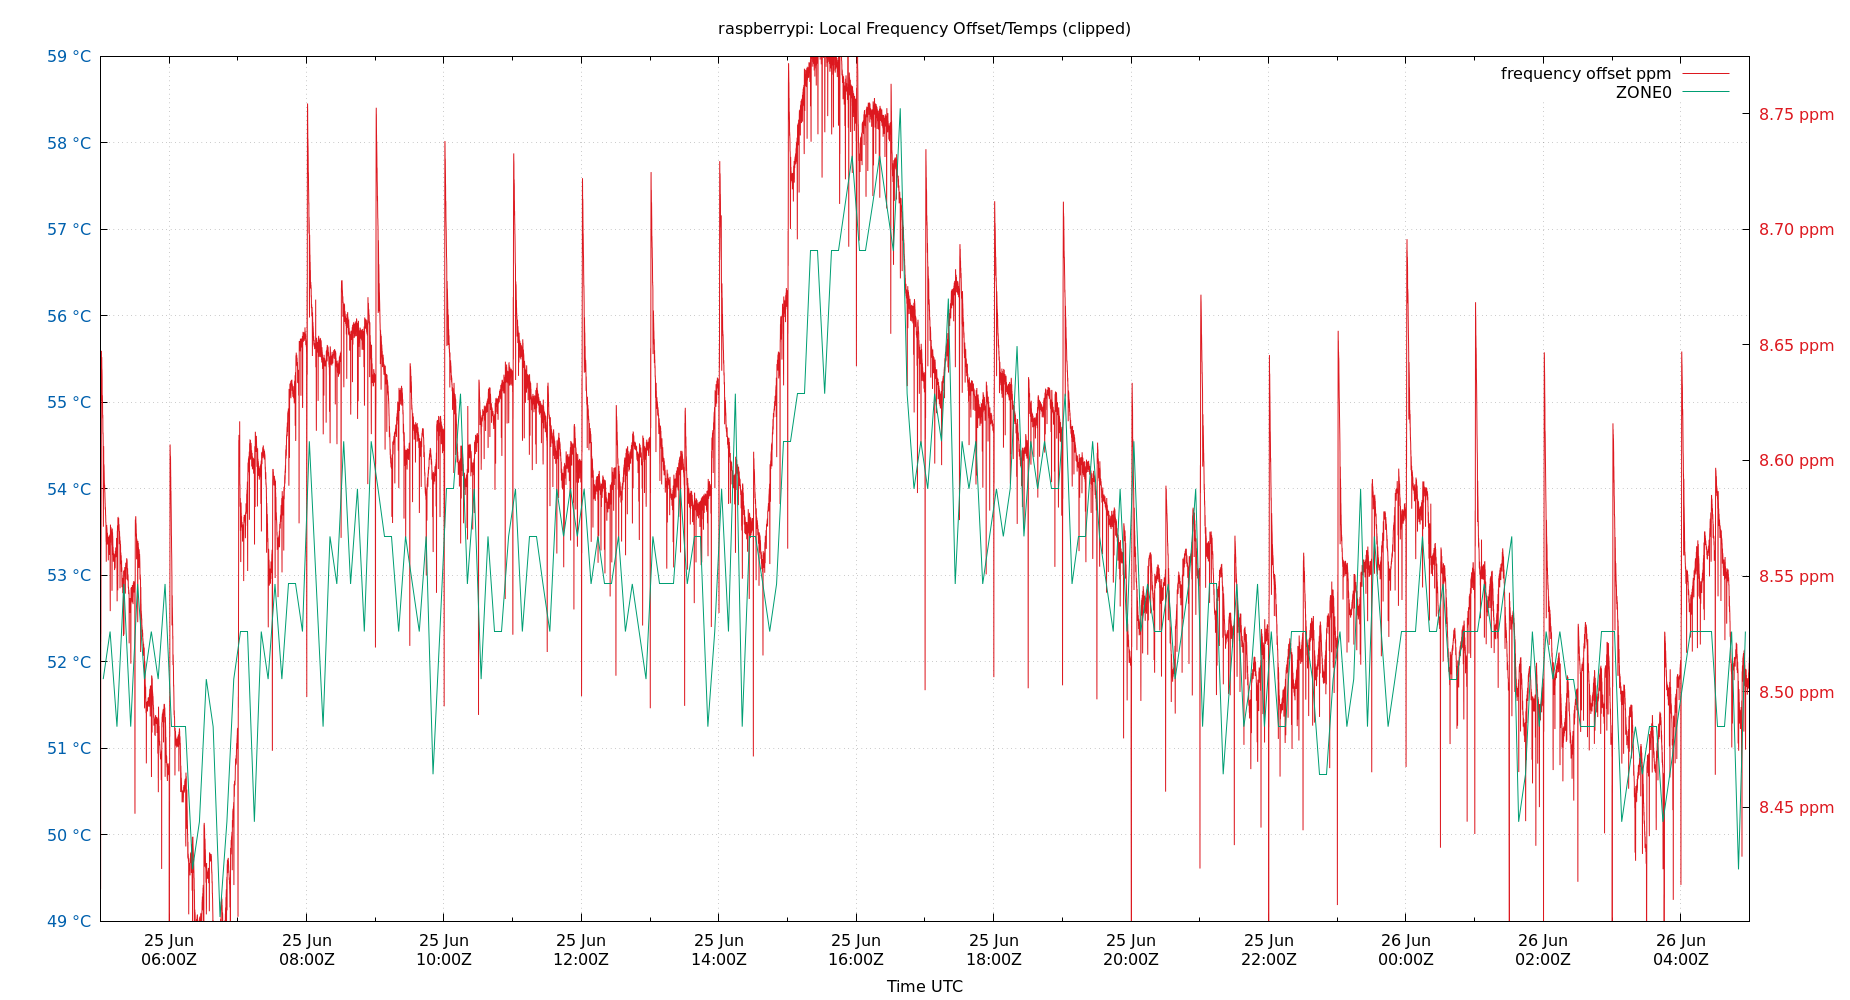 raspberrypi: Local Frequency Offset/Temps (clipped)
frequency offset ppm
ZONE0
59 °C
58 °C
57 °C
56 °C
55 °C
54 °C
53 °C
52 °C
51 °C
50 °C
49 °C
8.75 ppm
8.70 ppm
8.65 ppm
8.60 ppm
8.55 ppm
8.50 ppm
8.45 ppm
25 Jun
06:00Z
25 Jun
08:00Z
25 Jun
10:00Z
25 Jun
12:00Z
25 Jun
14:00Z
25 Jun
16:00Z
25 Jun
18:00Z
25 Jun
20:00Z
25 Jun
22:00Z
26 Jun
00:00Z
26 Jun
02:00Z
26 Jun
04:00Z
Time UTC